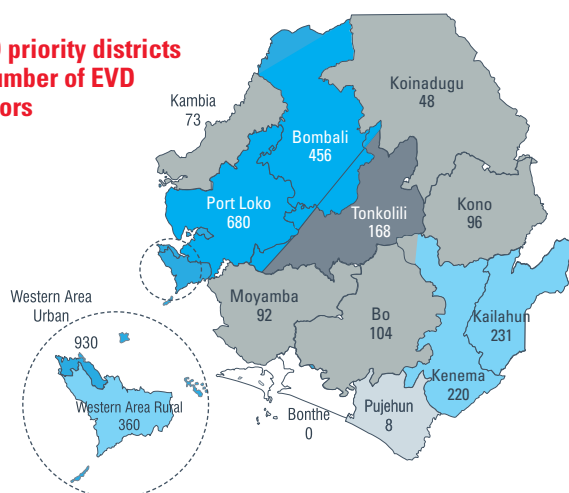 priority districts
umber of EVD
ors
Koinadugu
48
Kambia
73
Bombali
456
Port Loko
680
Tonkolili
168
Kono
96
Western Area
Urban
930
Moyamba
92
Bo
104
Kailahun
231
Kenema
220
Western Area Rural
360
Bonthe
0
Pujehun
8